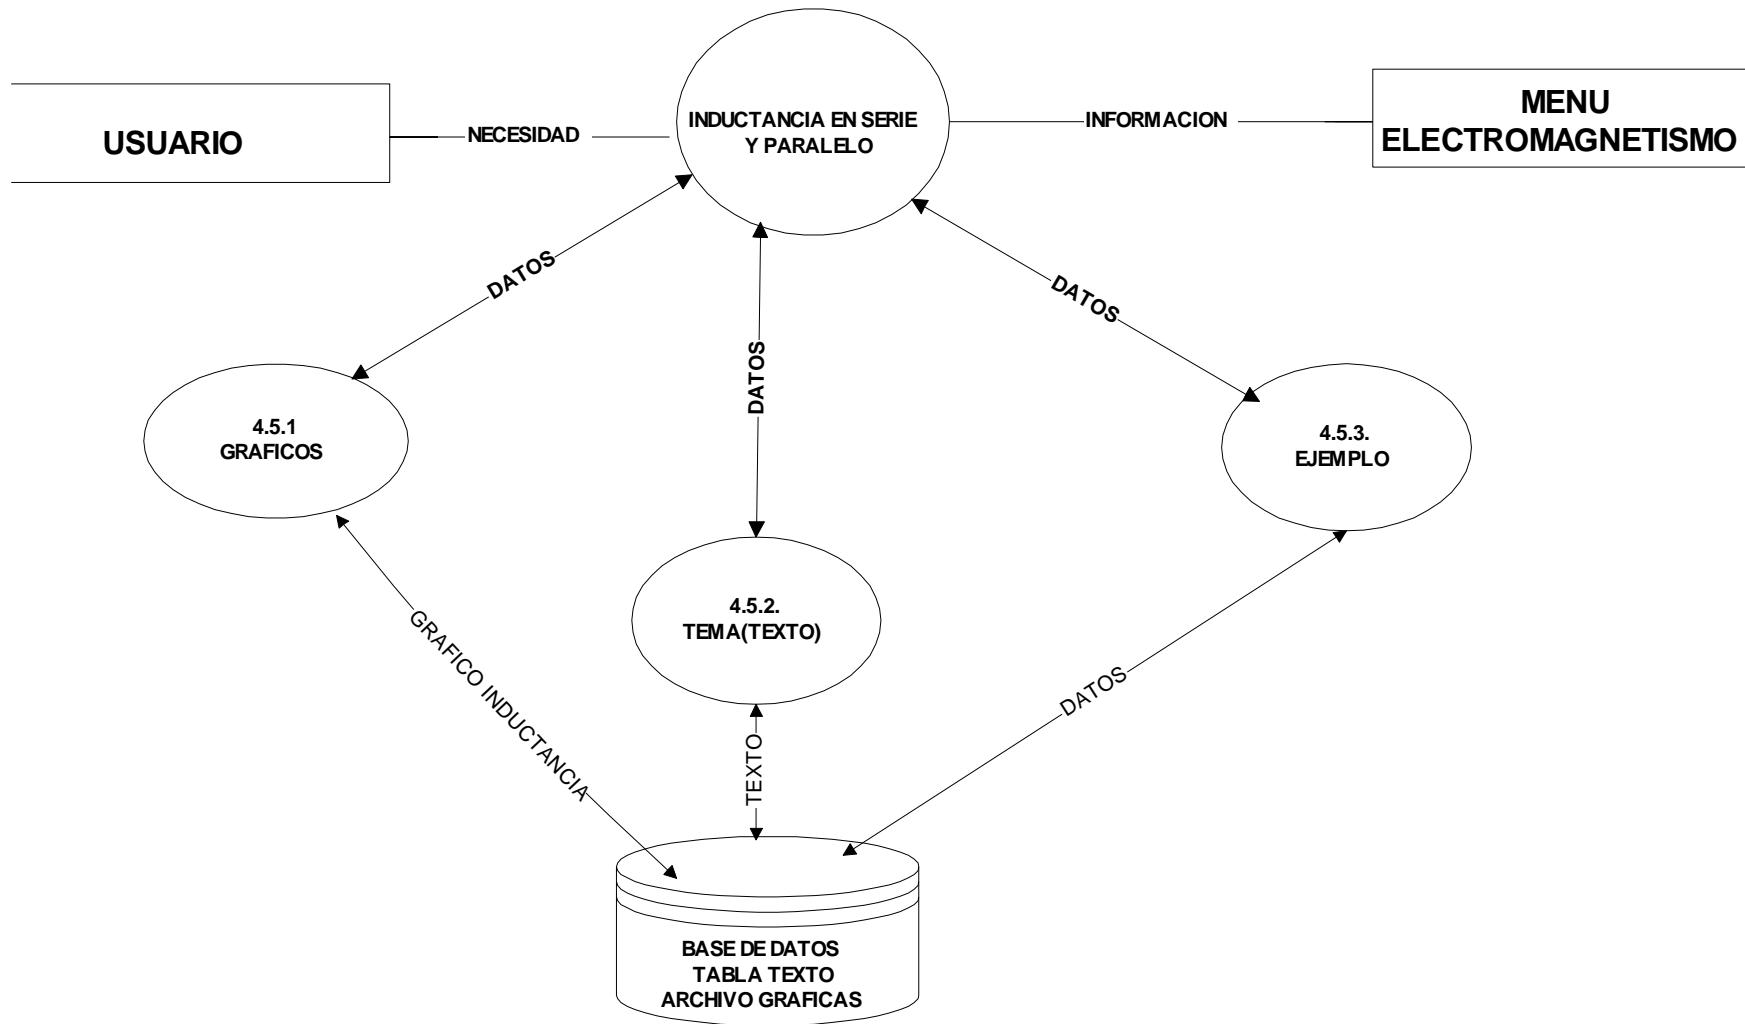 USUARIO
NECESIDAD
INDUCTANCIA EN SERIE
Y PARALELO
INFORMACION
MENU
ELECTROMAGNETISMO
DATOS
DATOS
DATOS
4.5.1
GRAFICOS
4.5.2.
TEMA(TEXTO)
4.5.3.
EJEMPLO
GRAFICO INDUCTANCIA
TEXTO
DATOS
BASE DE DATOS
TABLA TEXTO
ARCHIVO GRAFICAS